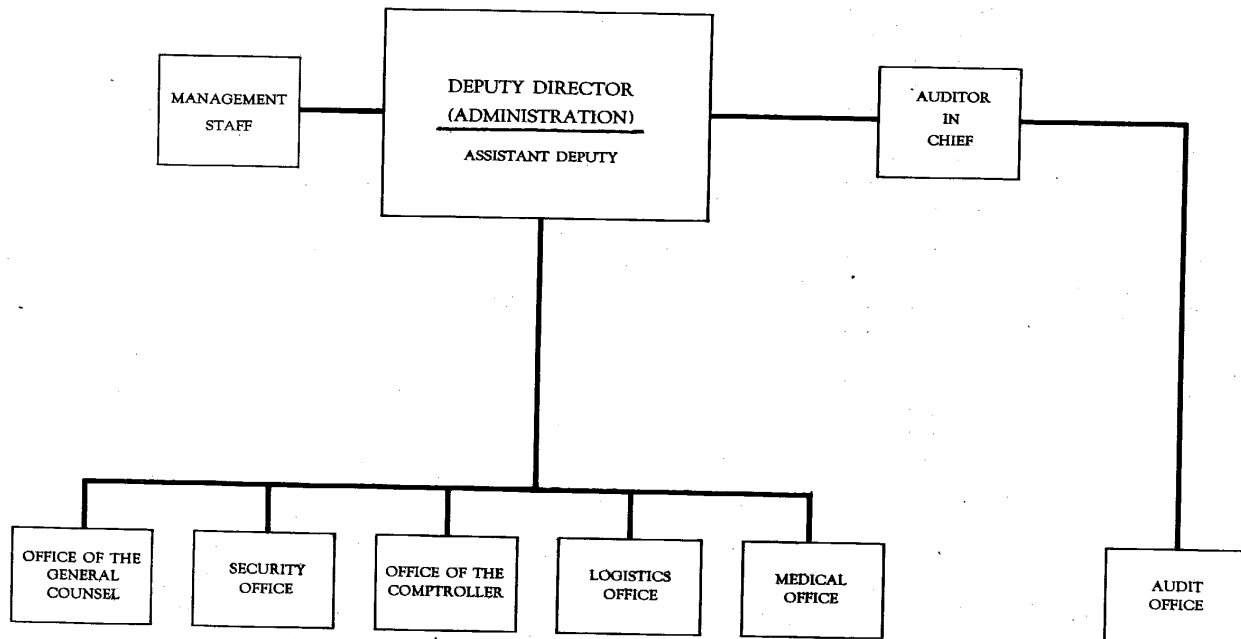 DEPUTY DIRECTOR
(ADMINISTRATION)
ASSISTANT DEPUTY
MANAGEMENT
STAFF
AUDITOR
IN
CHIEF
OFFICE OF THE
GENERAL
COUNSEL
SECURITY
OFFICE
OFFICE OF THE
COMPTROLLER
LOGISTICS
OFFICE
MEDICAL
OFFICE
AUDIT
OFFICE